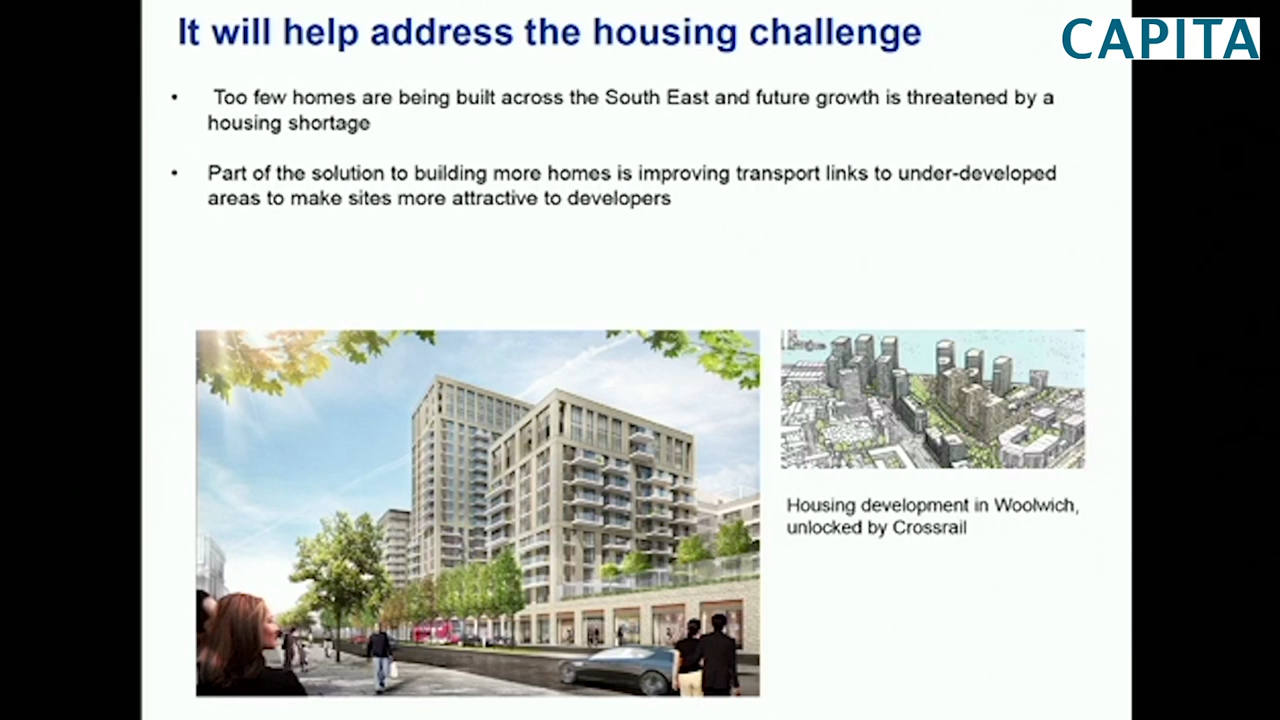 It will help address the housing challenge
CAPITA
• Too few homes are being built across the South East and future growth is threatened by a
housing shortage
• Part of the solution to building more homes is improving transport links to under-developed
areas to make sites more attractive to developers
Housing development in Woolwich,
unlocked by Crossrail